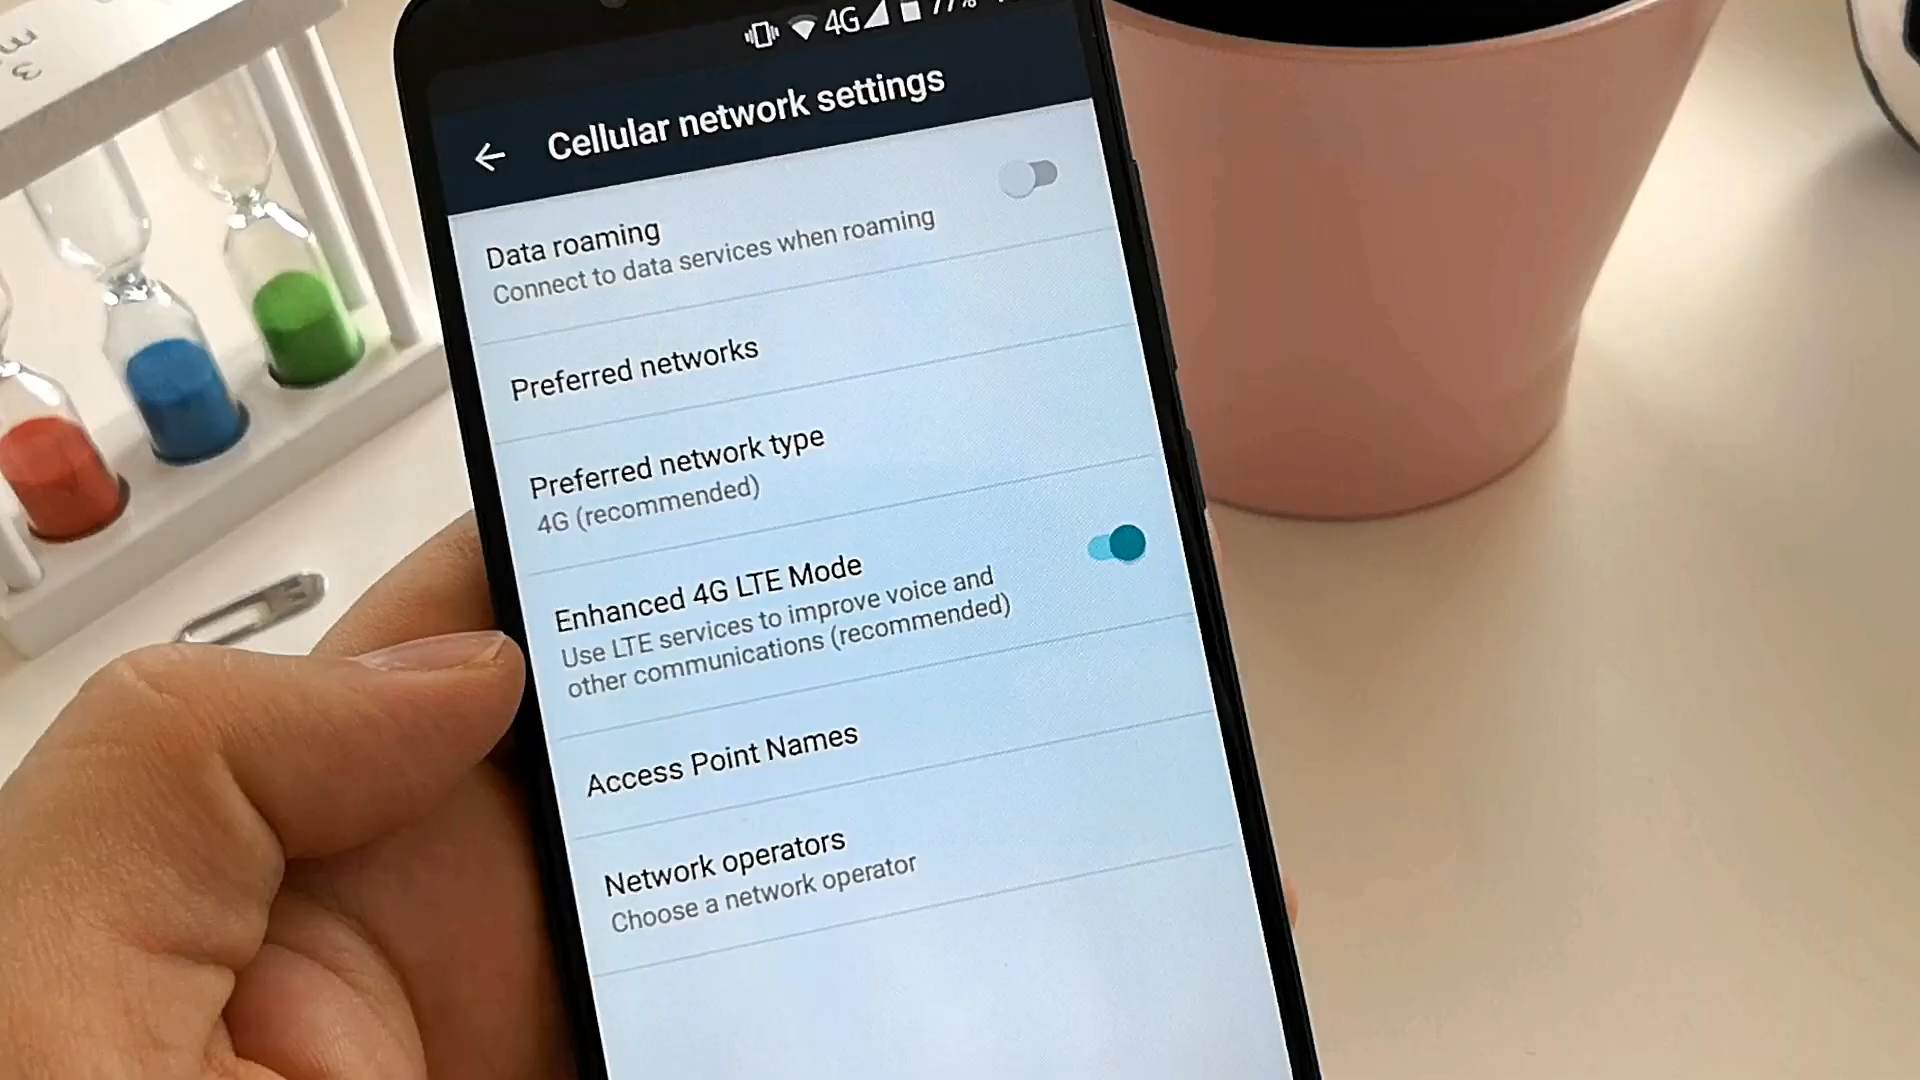 4G 77%
Cellular network settings
Data roaming
Connect to data services when roaming
Preferred networks
Preferred network type
4G (recommended)
Enhanced 4G LTE Mode
Use LTE services to improve voice and
other communications (recommended)
Access Point Names
Network operators
Choose a network operator
3